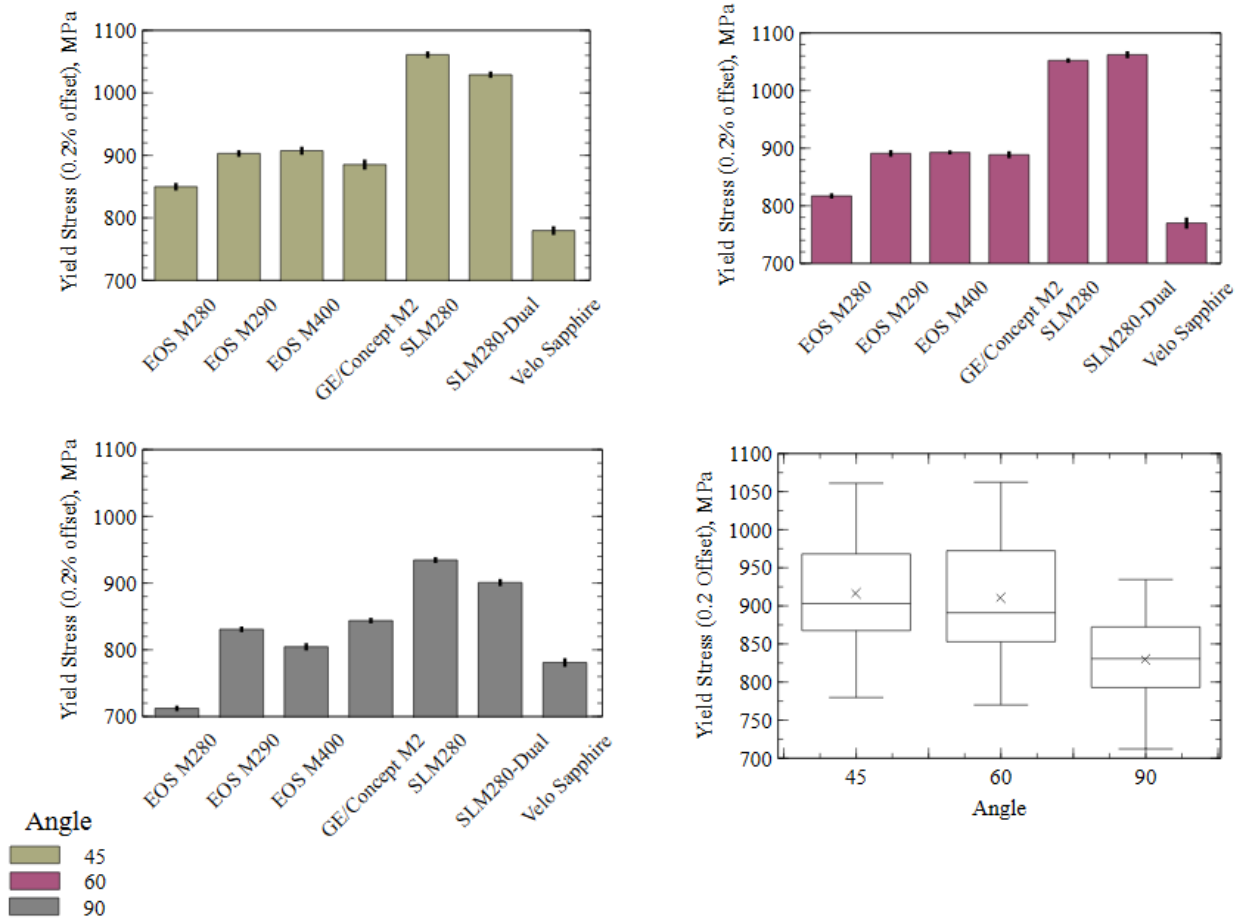 Yield Stress (0.2% offset), MPa
1100
1000
900
800
700
EOS M280
EOS M290
EOS M400
GE/Concept M2
SLM280
SLM280-Dual
Velo Sapphire
Yield Stress (0.2% offset), MPa
1100
1000
900
800
700
EOS M280
EOS M290
EOS M400
GE/Concept M2
SLM280
SLM280-Dual
Velo Sapphire
Yield Stress (0.2% offset), MPa
1100
1000
900
800
700
EOS M280
EOS M290
EOS M400
GE/Concept M2
SLM280
SLM280-Dual
Velo Sapphire
Yield Stress (0.2 Offset), MPa
1100
1050
1000
950
900
850
800
750
700
45
60
90
Angle
Angle
45
60
90